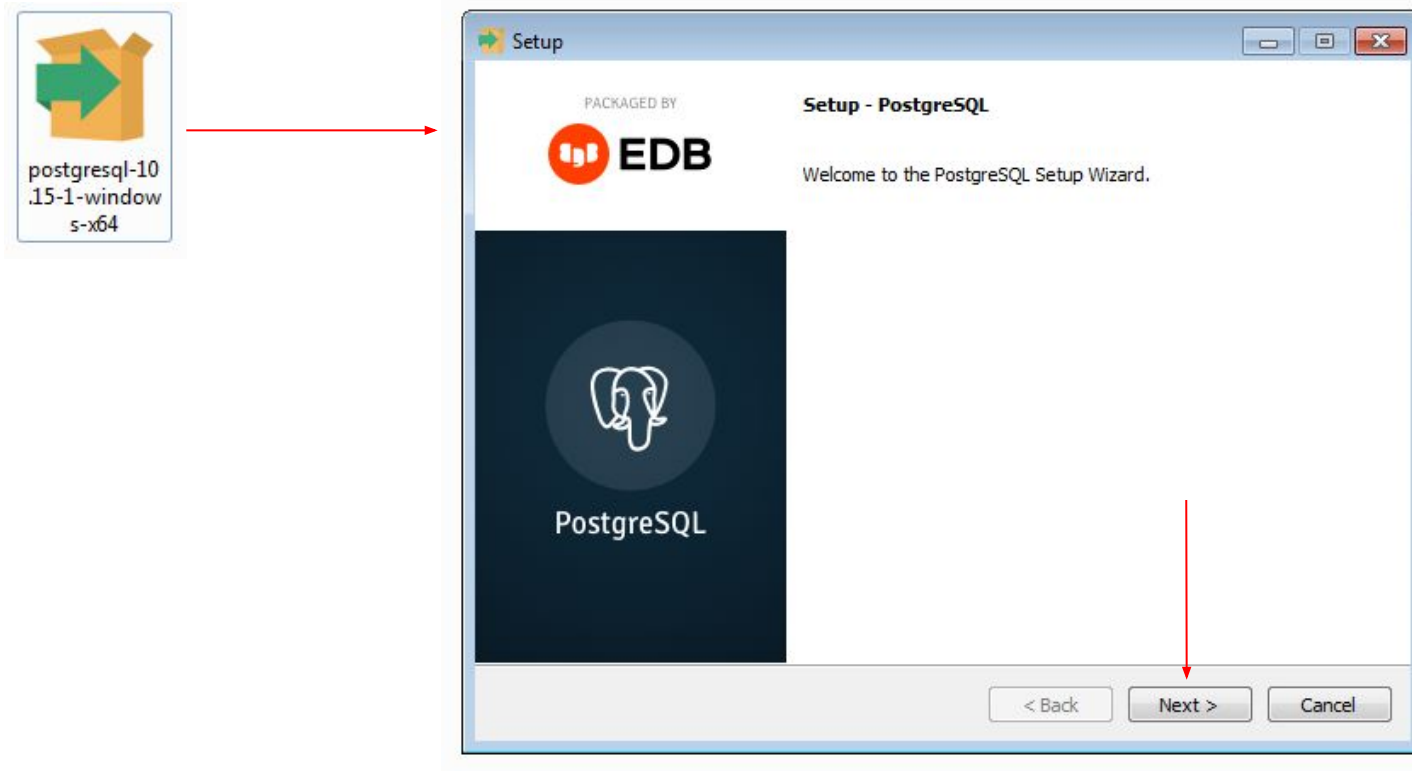 postgresql-10
.15-1-window
s-x64
Setup
PACKAGED BY
EDB
Setup - PostgreSQL
Welcome to the PostgreSQL Setup Wizard.
PostgreSQL
< Back
Next >
Cancel